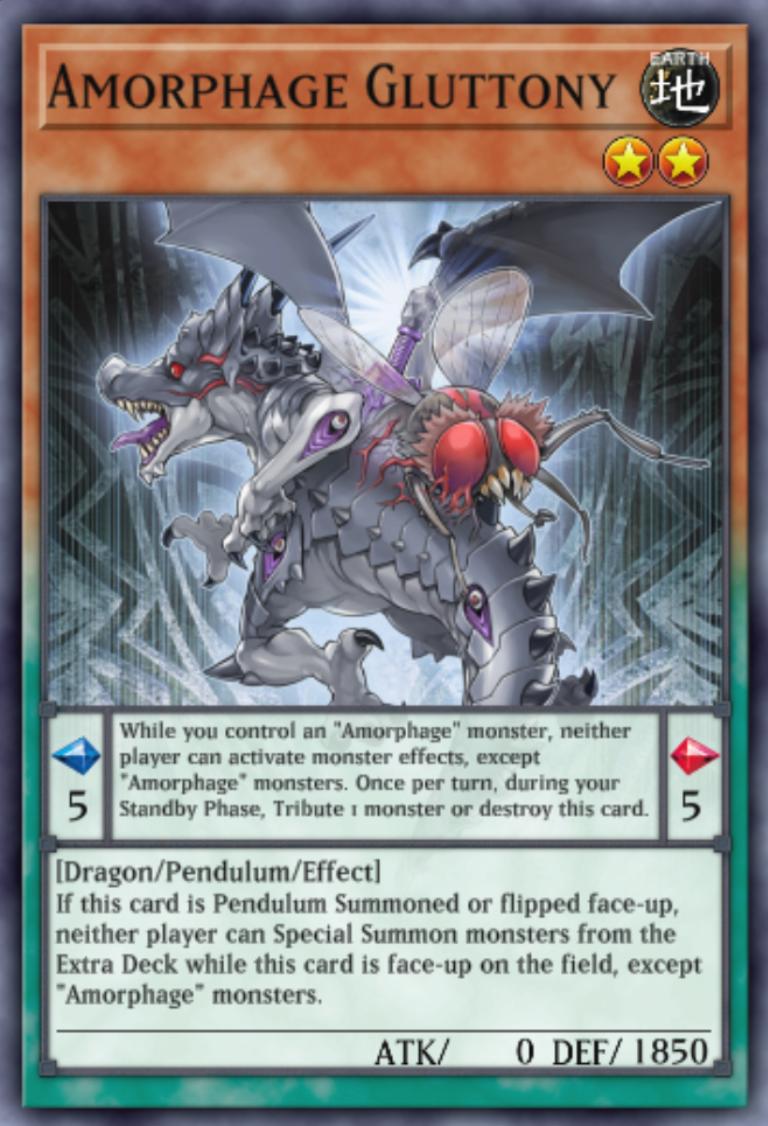 AMORPHAGE GLUTTONY
EARTH
地
While you control an "Amorphage" monster, neither
player can activate monster effects, except
"Amorphage" monsters. Once per turn, during your
Standby Phase, Tribute 1 monster or destroy this card.
5
5
[Dragon/Pendulum/Effect]
If this card is Pendulum Summoned or flipped face-up,
neither player can Special Summon monsters from the
Extra Deck while this card is face-up on the field, except
"Amorphage" monsters.
ATK/ 0 DEF/ 1850